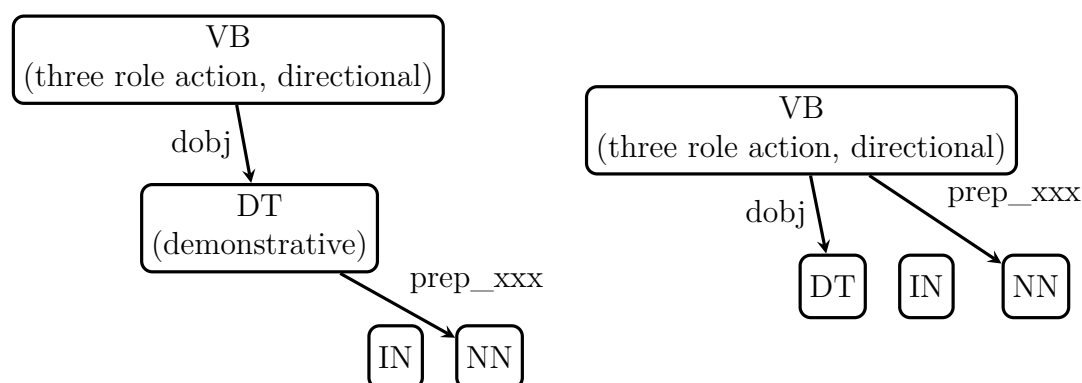 VB
(three role action, directional)
dobj
DT
(demonstrative)
prep_xxx
IN
NN
VB
(three role action, directional)
prep_xxx
dobj
DT
IN
NN